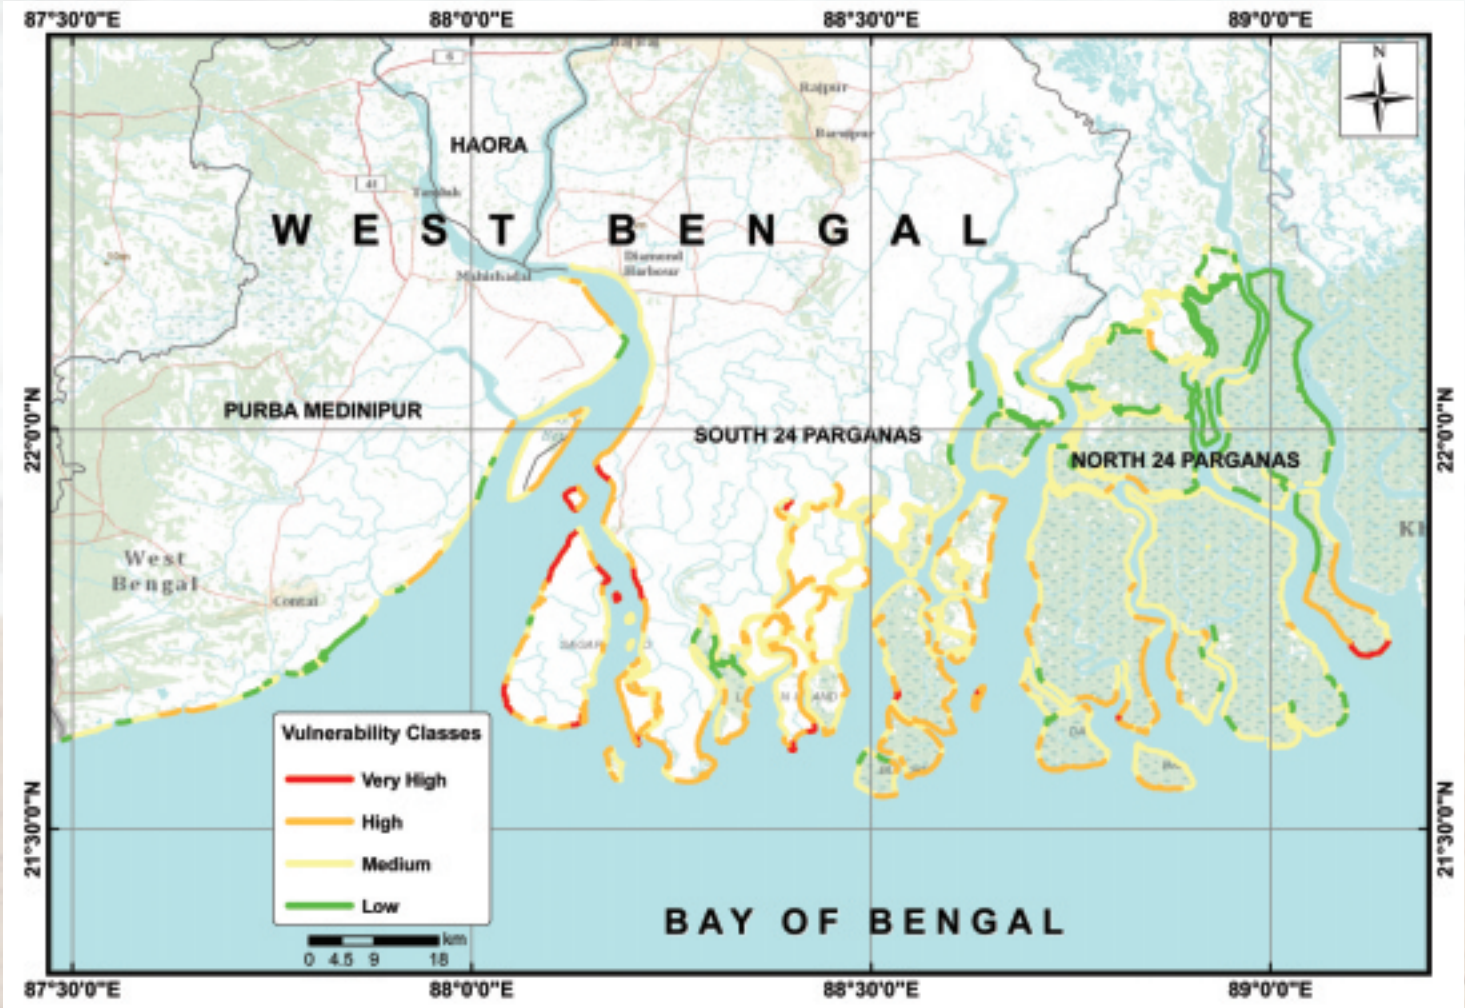 87°30'0"E 88°0'0"E 88°30'0"E 89°0'0"E
N
6
Rajpur
Baruipur
HAORA
41
Tamluk
WEST BENGAL
Diamond
Harbour
Mahishadal
22°0'0"N
22°0'0"N
PURBA MEDINIPUR
SOUTH 24 PARGANAS
NORTH 24 PARGANAS
West
Bengal
Contai
SAGAR
Vulnerability Classes
Very High
High
Medium
Low
21°30'0"N
21°30'0"N
BAY OF BENGAL
km
0 4.5 9 18
87°30'0"E 88°0'0"E 88°30'0"E 89°0'0"E